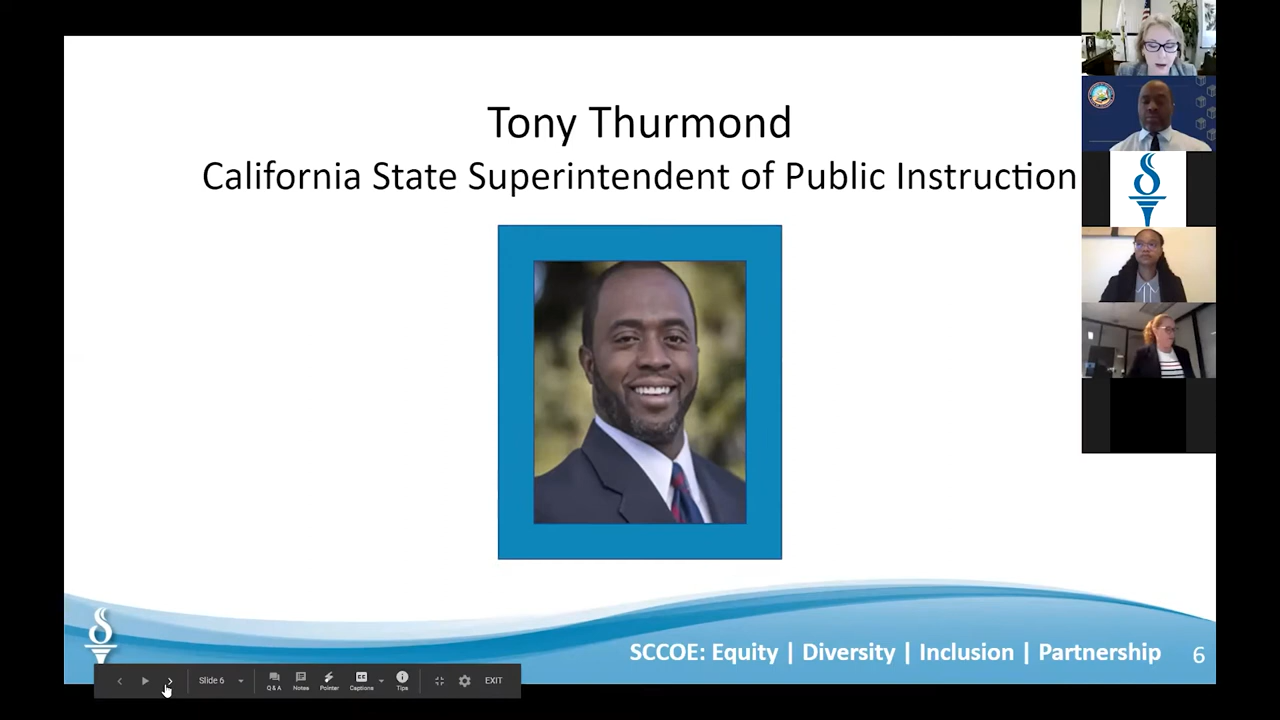 Tony Thurmond
California State Superintendent of Public Instruction
SCCOE: Equity | Diversity | Inclusion | Partnership
6
Slide 6
Q & A
Notes
Pointer
Captions
Tips
EXIT